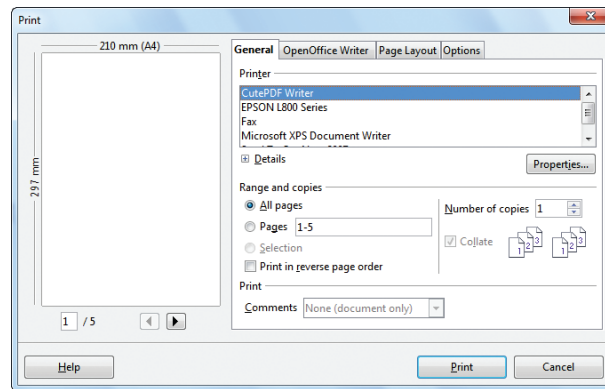 Print
210 mm (A4)
297 mm
1 / 5
General OpenOffice Writer Page Layout Options
Printer
CutePDF Writer
EPSON L800 Series
Fax
Microsoft XPS Document Writer
Details
Properties...
Range and copies
All pages
Pages 1-5
Selection
Print in reverse page order
Number of copies 1
Collate
1 2 3 1 2 3
Print
Comments None (document only)
Help Print Cancel